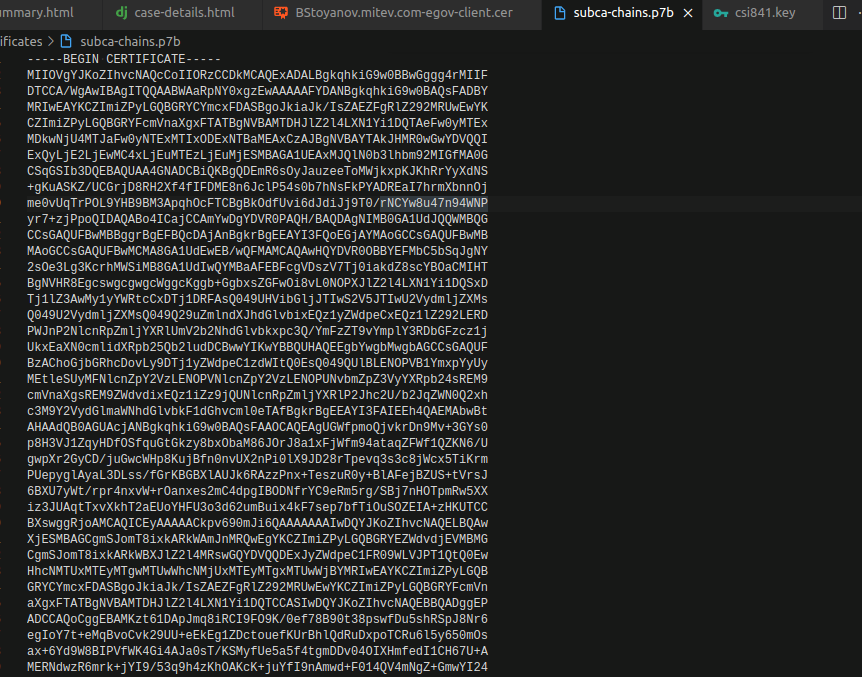 ummary.html
case-details.html
BStoyanov.mitev.com-egov-client.cer
subca-chains.p7b
csi841.key
ificates > subca-chains.p7b
-----BEGIN CERTIFICATE-----
MIIOVgYJKoZIhvcNAQcCoIIORzCCDkMCAQExADALBgkqhkiG9w0BBwGggg4rMIIF
DTCCA/WgAwIBAgITQQAABWAaRpNY0xgzEwAAAAAFYDANBgkqhkiG9w0BAQsFADBY
MRIwEAYKCZImiZPyLGQBGRYCYmcxFDASBgoJkiaJk/IsZAEZFgRlZ292MRUwEwYK
CZImiZPyLGQBGRYFcmVnaXgxFTATBgNVBAMTDHJlZ2l4LXN1Yi1DQTAeFw0yMTEx
MDkwNjU4MTJaFw0yNTExMTIxODExNTBaMEAxCzAJBgNVBAYTAkJHMR0wGwYDVQQI
ExQyLjE2LjEwMC4xLjEuMTEzLjEuMjESMBAGA1UEAxMJQlN0b3lhbm92MIGfMA0G
CSqGSIb3DQEBAQUAA4GNADCBiQKBgQDEmR6sOyJauzeeToMWjkxpKJKhRrYyXdNS
+gKuASKZ/UCGrjD8RH2Xf4fIFDME8n6JclP54s0b7hNsFkPYADREaI7hrmXbnnOj
me0vUqTrPOL9YHB9BM3ApqhOcFTCBgBkOdfUvi6dJdiJj9T0/rNCYw8u47n94WNP
yr7+zjPpoQIDAQABo4ICajCCAmYwDgYDVR0PAQH/BAQDAgNIMB0GA1UdJQQWMBQG
CCsGAQUFBwMBBggrBgEFBQcDAjAnBgkrBgEEAYI3FQoEGjAYMAoGCCsGAQUFBwMB
MAoGCCsGAQUFBwMCMA8GA1UdEwEB/wQFMAMCAQAwHQYDVR0OBBYEFMbC5bSqJgNY
2sOe3Lg3KcrhMWSiMB8GA1UdIwQYMBaAFEBFcgVDszV7Tj0iakdZ8scYBOaCMIHT
BgNVHR8EgcswgcgwgcWggcKggb+GgbxsZGFwOi8vL0NOPXJlZ2l4LXN1Yi1DQSxD
Tj1lZ3AwMy1yYWRtcCxDTj1DRFAsQ049UHVibGljJTIwS2V5JTIwU2VydmljZXMs
Q049U2VydmljZXMsQ049Q29uZmlndXJhdGlvbixEQz1yZWdpeCxEQz1lZ292LERD
PWJnP2NlcnRpZmljYXRlUmV2b2NhdGlvbkxpc3Q/YmFzZT9vYmplY3RDbGFzcz1j
UkxEaXN0cmlidXRpb25Qb2ludDCBwwYIKwYBBQUHAQEEgbYwgbMwgbAGCCsGAQUF
BzAChoGjbGRhcDovLy9DTj1yZWdpeC1zdWItQ0EsQ049QUlBLENOPVB1YmxpYyUy
MEtleSUyMFNlcnZpY2VzLENOPVNlcnZpY2VzLENOPUNvbmZpZ3VyYXRpb24sREM9
cmVnaXgsREM9ZWdvdixEQz1iZz9jQUNlcnRpZmljYXRlP2Jhc2U/b2JqZWN0Q2xh
c3M9Y2VydGlmaWNhdGlvbkF1dGhvcml0eTAfBgkrBgEEAYI3FAIEEh4QAEMAbwBt
AHAAdQB0AGUAcjANBgkqhkiG9w0BAQsFAAOCAQEAgUGWfpmaoQjvkrDn9Mv+3GYs0
p8H3VJ1ZqyHDfOSfquGtGkzy8bxObaM86JOrJ8a1xFjWfm94ataqZFWf1QZKN6/U
gwpXr2GyCD/juGwcWHp8KujBfn0nvUX2nPi0lX9JD28rTpevq3s3c8jWcx5TiKrm
PUepyglAyaL3DLss/fGrKBGBXlAUJk6RAzzPnx+TeszuR0y+BlAFejBZUS+tVrsJ
6BXU7yWt/rpr4nxvW+rOanxes2mC4dpgIBODNfrYC9eRm5rg/SBj7nHOTpmRw5XX
iz3JUAqtTxvXkhT2aEUoYHFU3o3d62umBuix4kF7sep7bfTiOuSOZEIA+zHKUTCC
BXswggRjoAMCAQICEyAAAAACkpv690mJi6QAAAAAAAIwDQYJKoZIhvcNAQELBQAw
XjESMBAGCgmSJomT8ixkARkWAmJnMRQwEgYKCZImiZPyLGQBGRYEZWdvdjEVMBMG
CgmSJomT8ixkARkWBXJlZ2l4MRswGQYDVQQDExJyZWdpeC1FR09WLVJPT1QtQ0Ew
HhcNMTUxMTEyMTgwMTUwWhcNMjUxMTEyMTgxMTUwWjBYMRIwEAYKCZImiZPyLGQB
GRYCYmcxFDASBgoJkiaJk/IsZAEZFgRlZ292MRUwEwYKCZImiZPyLGQBGRYFcmVn
aXgxFTATBgNVBAMTDHJlZ2l4LXN1Yi1DQTCCASIwDQYJKoZIhvcNAQEBBQADggEP
ADCCAQoCggEBAMKzt61DApJmq8iRCI9FO9K/0ef78B90t38pswfDu5shRSpJ8Nr6
egIoY7t+eMqBvoCvk29UU+eEkEg1ZDctouefKUrBhlQdRuDxpoTCRu6l5y650mOs
ax+6Yd9W8BIPVfWK4Gi4AJa0sT/KSMyfUe5a5f4tgmDDv04OIXHmfedI1CH67U+A
MERNdwzR6mrk+jYI9/53q9h4zKhOAKcK+juYfI9nAmwd+F014QV4mNgZ+GmwYI24